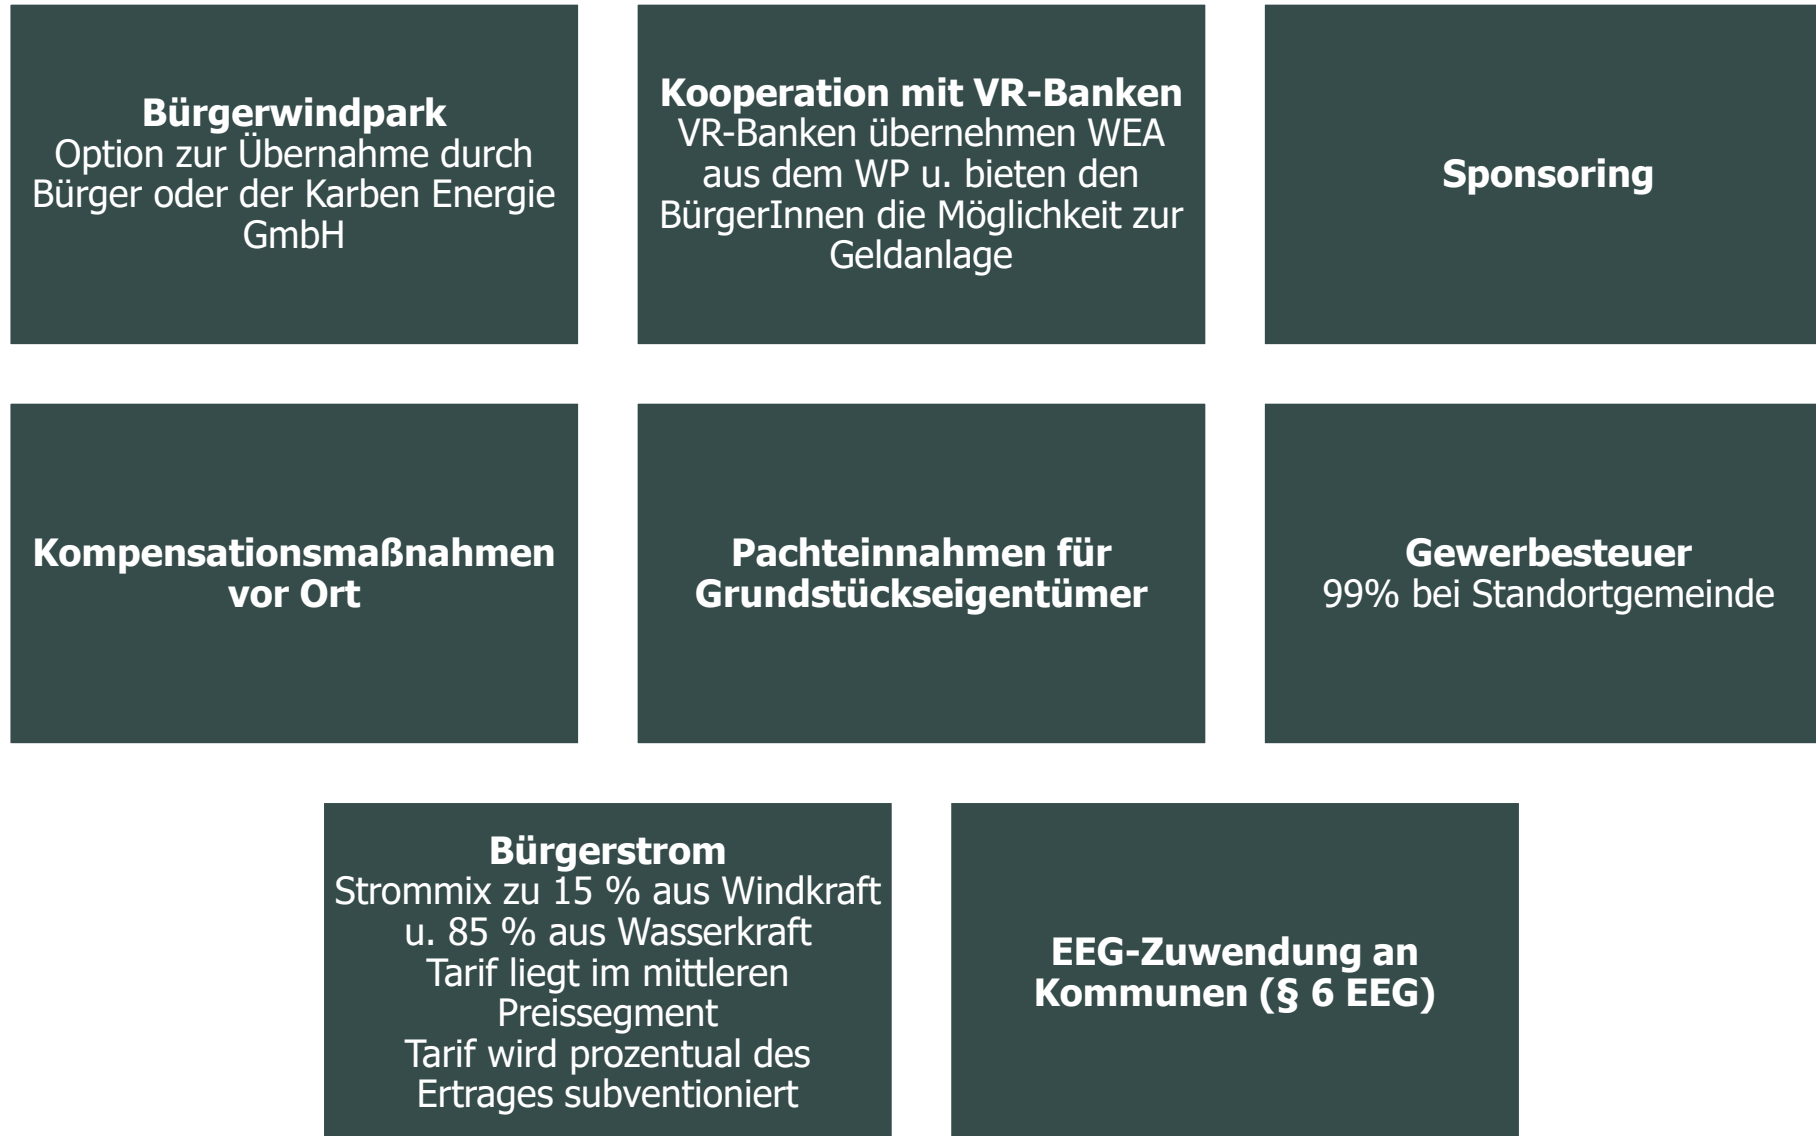 Bürgerwindpark
Option zur Übernahme durch
Bürger oder der Karben Energie
GmbH
Kooperation mit VR-Banken
VR-Banken übernehmen WEA
aus dem WP u. bieten den
BürgerInnen die Möglichkeit zur
Geldanlage
Sponsoring
Kompensationsmaßnahmen
vor Ort
Pachteinnahmen für
Grundstückseigentümer
Gewerbesteuer
99% bei Standortgemeinde
Bürgerstrom
Strommix zu 15 % aus Windkraft
u. 85 % aus Wasserkraft
Tarif liegt im mittleren
Preissegment
Tarif wird prozentual des
Ertrages subventioniert
EEG-Zuwendung an
Kommunen (§ 6 EEG)